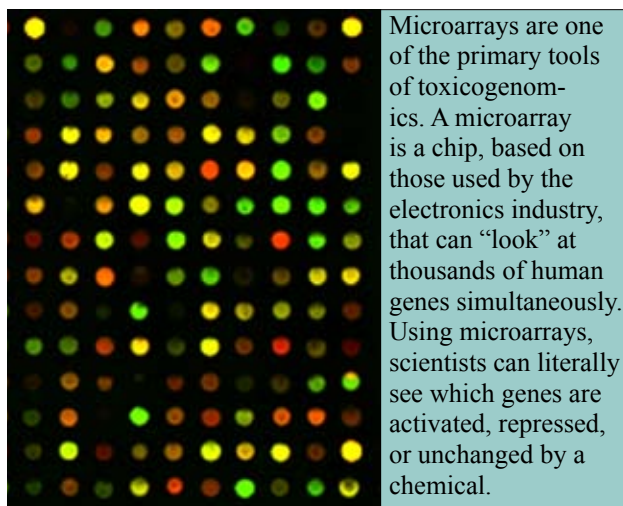 Microarrays are one
of the primary tools
of toxicogenom-
ics. A microarray
is a chip, based on
those used by the
electronics industry,
that can “look” at
thousands of human
genes simultaneously.
Using microarrays,
scientists can literally
see which genes are
activated, repressed,
or unchanged by a
chemical.